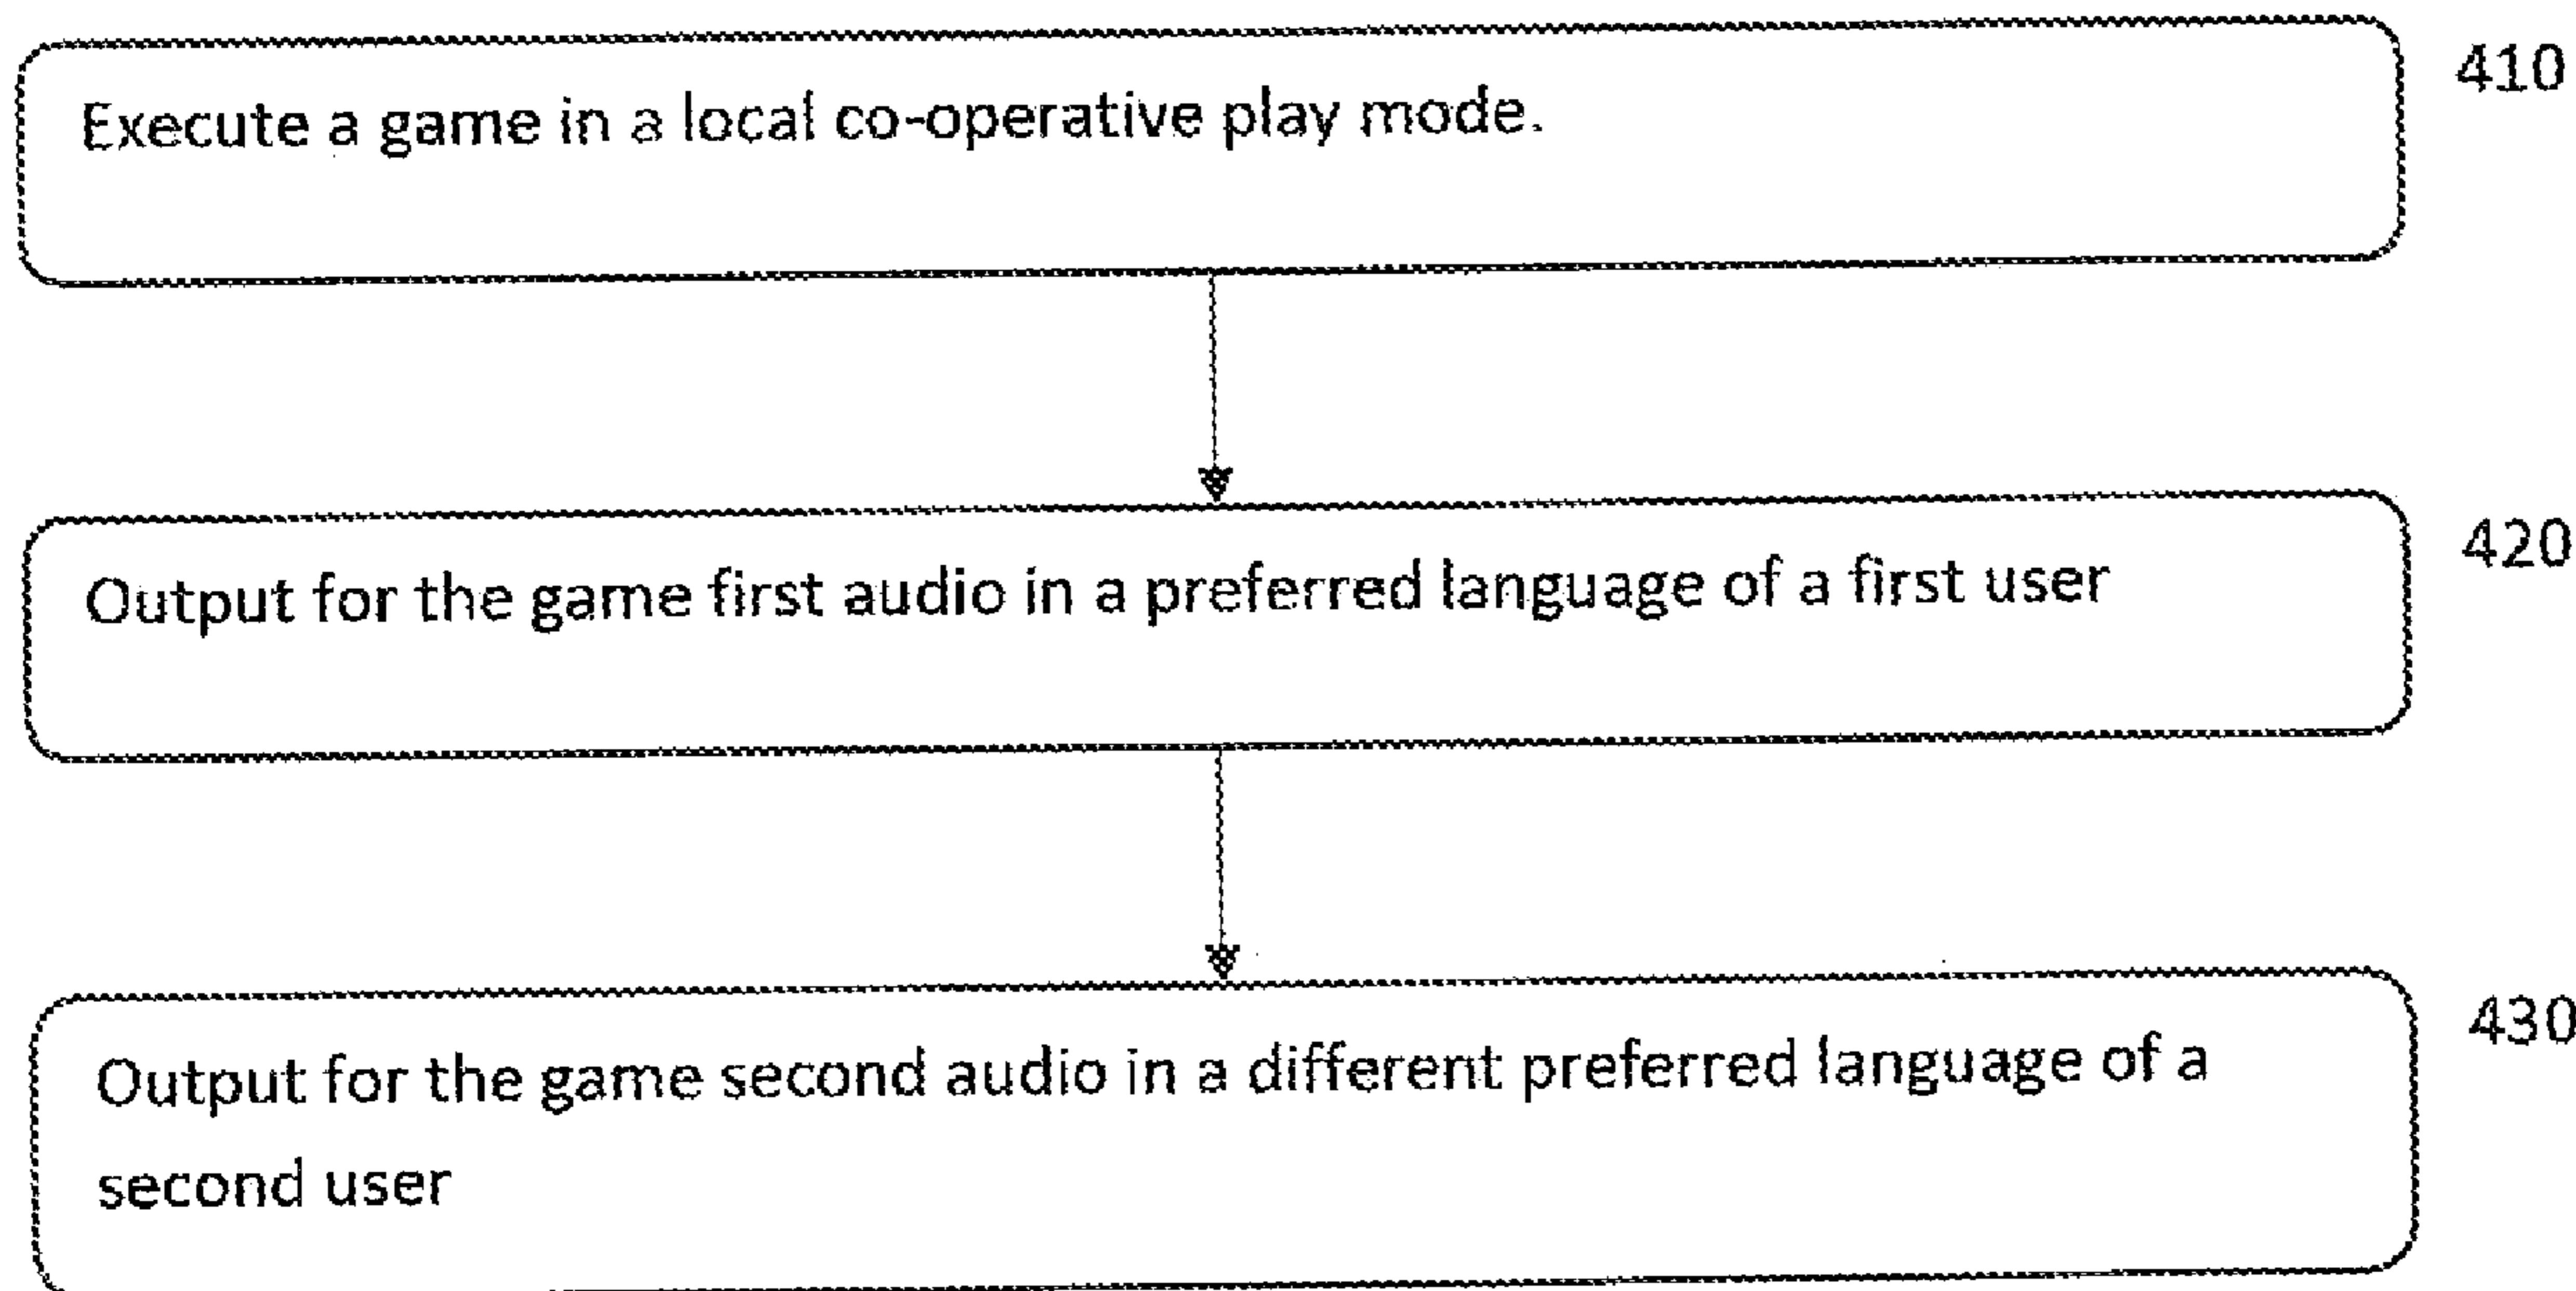 Execute a game in a local co-operative play mode.
410
Output for the game first audio in a preferred language of a first user
420
Output for the game second audio in a different preferred language of a
second user
430